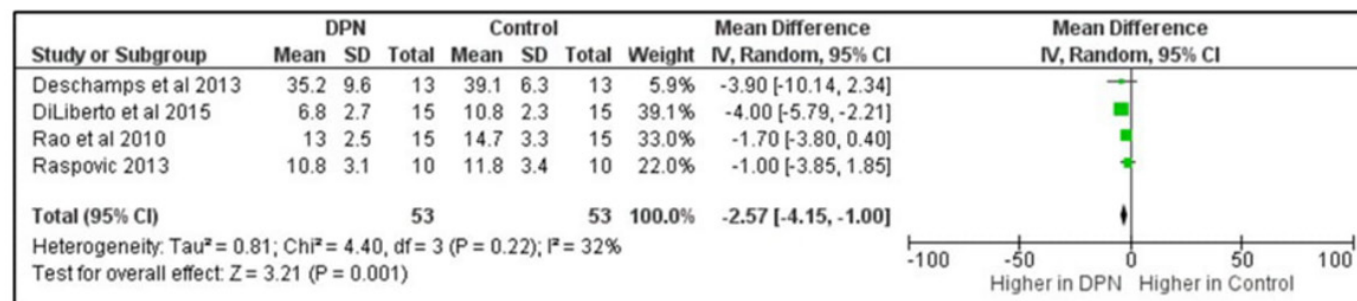 DPN Control Mean Difference Mean Difference
Study or Subgroup Mean SD Total Mean SD Total Weight IV, Random, 95% CI IV, Random, 95% CI
Deschamps et al 2013 35.2 9.6 13 39.1 6.3 13 5.9% -3.90 [-10.14, 2.34]
DiLiberto et al 2015 6.8 2.7 15 10.8 2.3 15 39.1% -4.00 [-5.79, -2.21]
Rao et al 2010 13 2.5 15 14.7 3.3 15 33.0% -1.70 [-3.80, 0.40]
Raspovic 2013 10.8 3.1 10 11.8 3.4 10 22.0% -1.00 [-3.85, 1.85]
Total (95% CI) 53 53 100.0% -2.57 [-4.15, -1.00]
Heterogeneity: Tau² = 0.81; Chi² = 4.40, df = 3 (P = 0.22); I² = 32%
Test for overall effect: Z = 3.21 (P = 0.001)
-100 -50 0 50 100
Higher in DPN Higher in Control